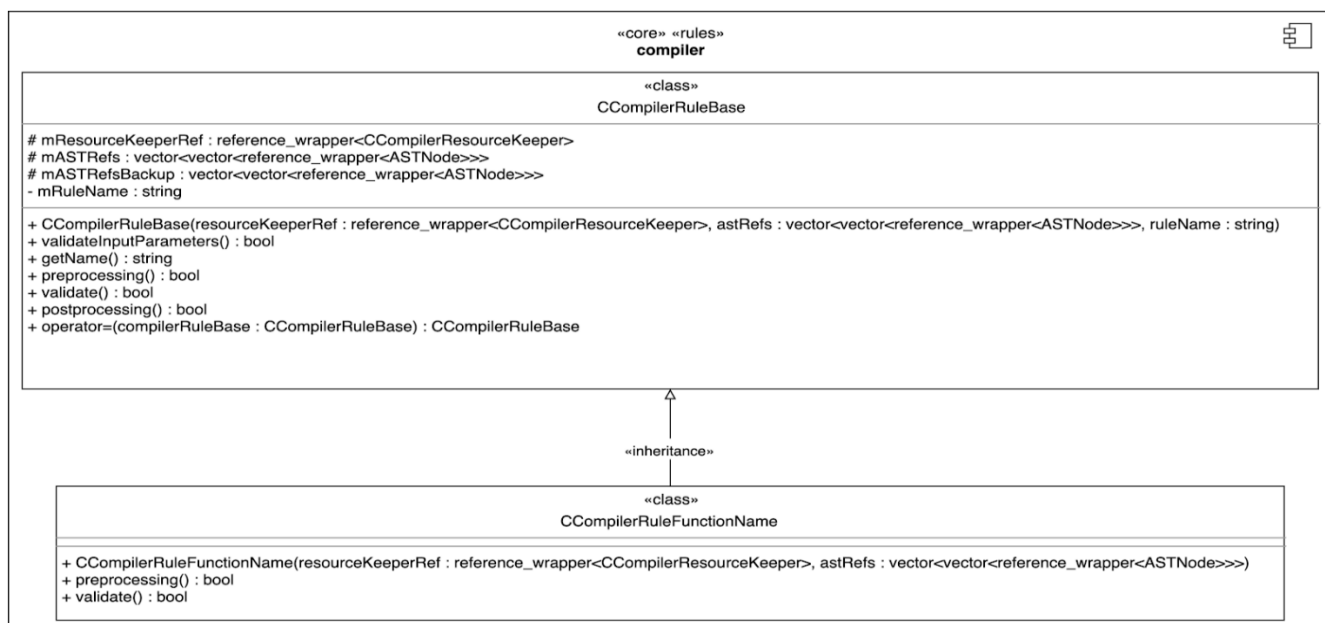 «core» «rules»
compiler
«class»
CCompilerRuleBase
# mResourceKeeperRef : reference_wrapper<CCompilerResourceKeeper>
# mASTRefs : vector<vector<reference_wrapper<ASTNode>>>
# mASTRefsBackup : vector<vector<reference_wrapper<ASTNode>>>
- mRuleName : string
+ CCompilerRuleBase(resourceKeeperRef : reference_wrapper<CCompilerResourceKeeper>, astRefs : vector<vector<reference_wrapper<ASTNode>>>, ruleName : string)
+ validateInputParameters() : bool
+ getName() : string
+ preprocessing() : bool
+ validate() : bool
+ postprocessing() : bool
+ operator=(compilerRuleBase : CCompilerRuleBase) : CCompilerRuleBase
«inheritance»
«class»
CCompilerRuleFunctionName
+ CCompilerRuleFunctionName(resourceKeeperRef : reference_wrapper<CCompilerResourceKeeper>, astRefs : vector<vector<reference_wrapper<ASTNode>>>)
+ preprocessing() : bool
+ validate() : bool